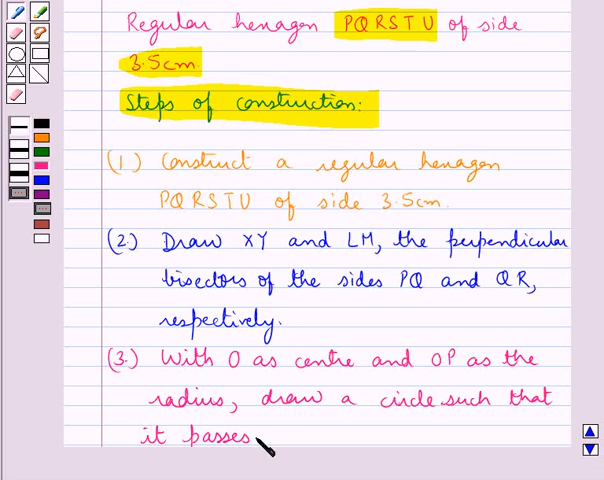 Regular hexagon PQRSTU of side
3.5cm.
Steps of construction:
(1) Construct a regular hexagon
PQRSTU of side 3.5cm.
(2.) Draw XY and LM, the perpendicular
bisectors of the sides PQ and QR,
respectively.
(3.) With O as centre and OP as the
radius, draw a circle such that
it passes